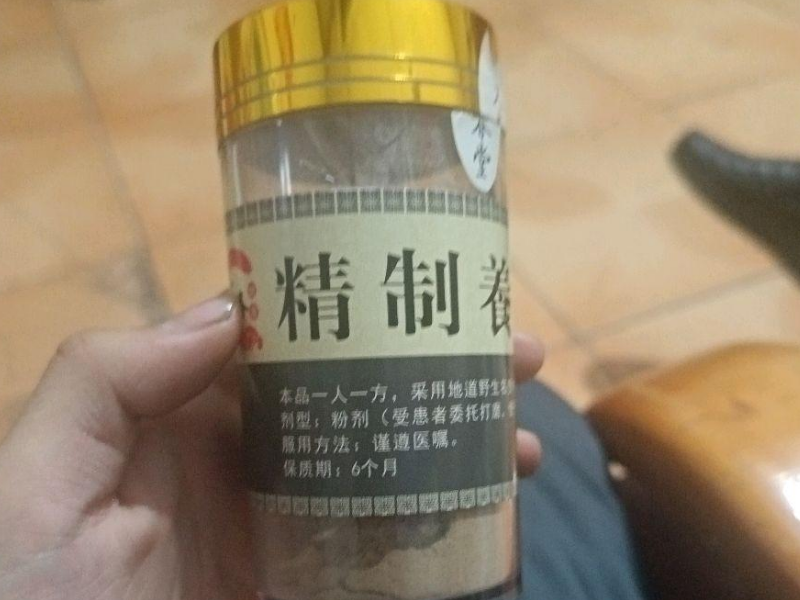 堂
精制養
本品一人一方，采用地道野生
剂型：粉剂（受患者委托打磨，
服用方法：谨遵医嘱。
保质期：6个月